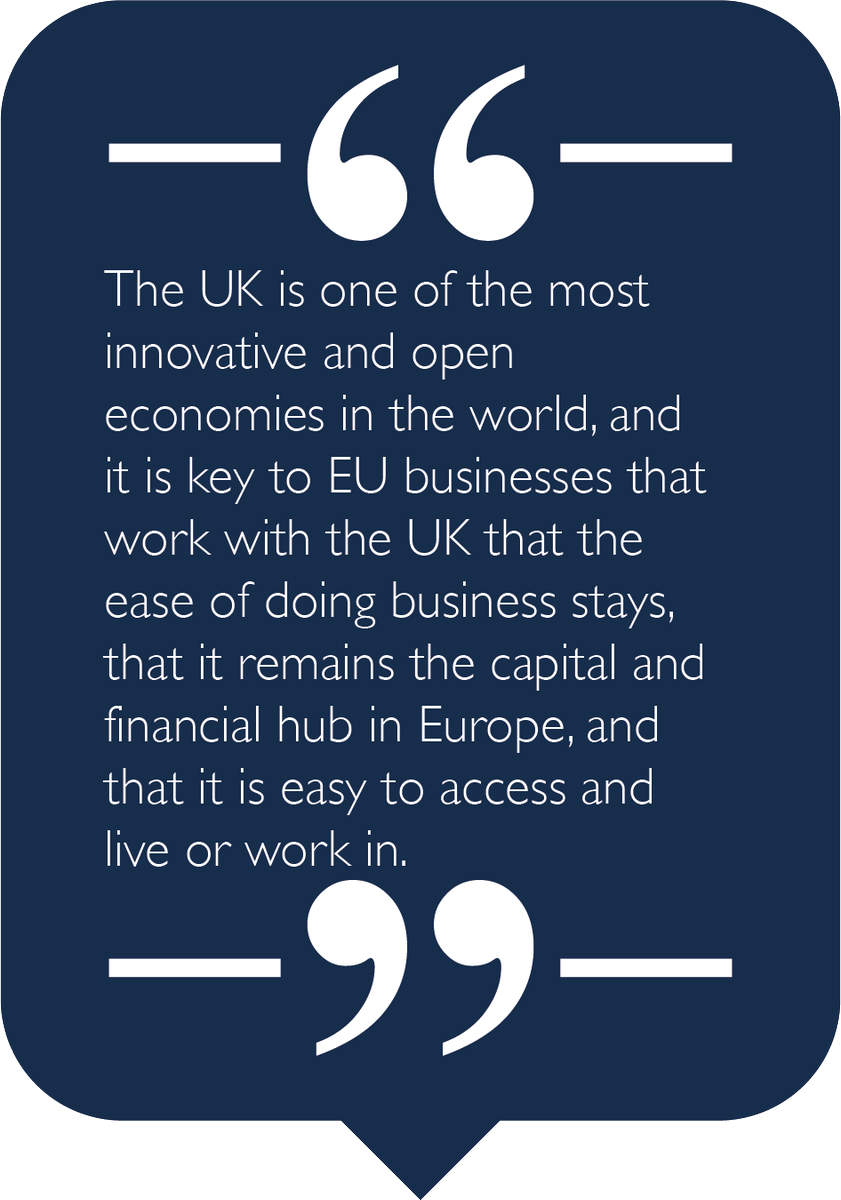 “
The UK is one of the most
innovative and open
economies in the world, and
it is key to EU businesses that
work with the UK that the
ease of doing business stays,
that it remains the capital and
financial hub in Europe, and
that it is easy to access and
live or work in.
”